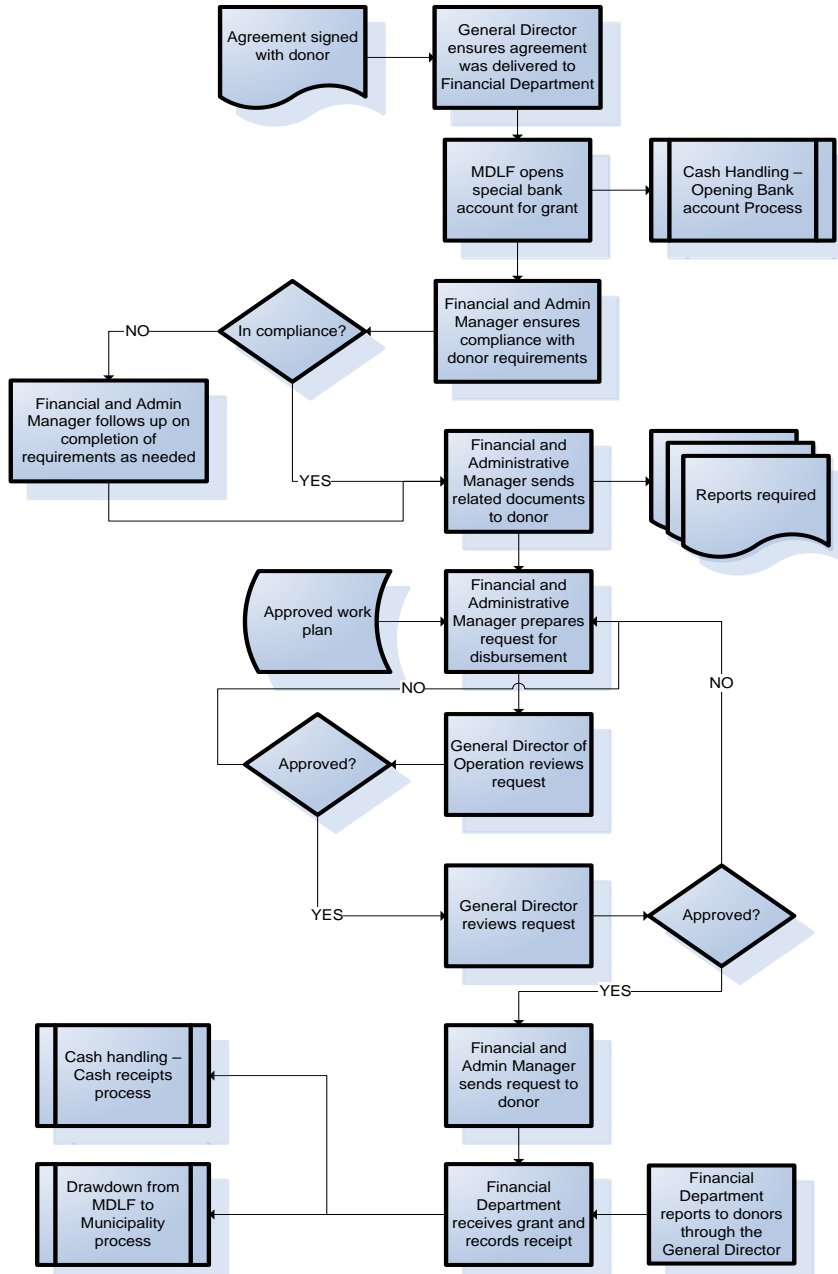 Agreement signed
with donor
General Director
ensures agreement
was delivered to
Financial Department
MDLF opens
special bank
account for grant
Cash Handling –
Opening Bank
account Process
Financial and Admin
Manager ensures
compliance with
donor requirements
In compliance?
NO
Financial and Admin
Manager follows up on
completion of
requirements as needed
YES
Financial and
Administrative
Manager sends
related documents
to donor
Reports required
Approved work
plan
Financial and
Administrative
Manager prepares
request for
disbursement
NO
NO
General Director of
Operation reviews
request
Approved?
YES
General Director
reviews request
Approved?
YES
Financial and
Admin Manager
sends request to
donor
Cash handling –
Cash receipts
process
Drawdown from
MDLF to
Municipality
process
Financial
Department
receives grant and
records receipt
Financial
Department
reports to donors
through the
General Director